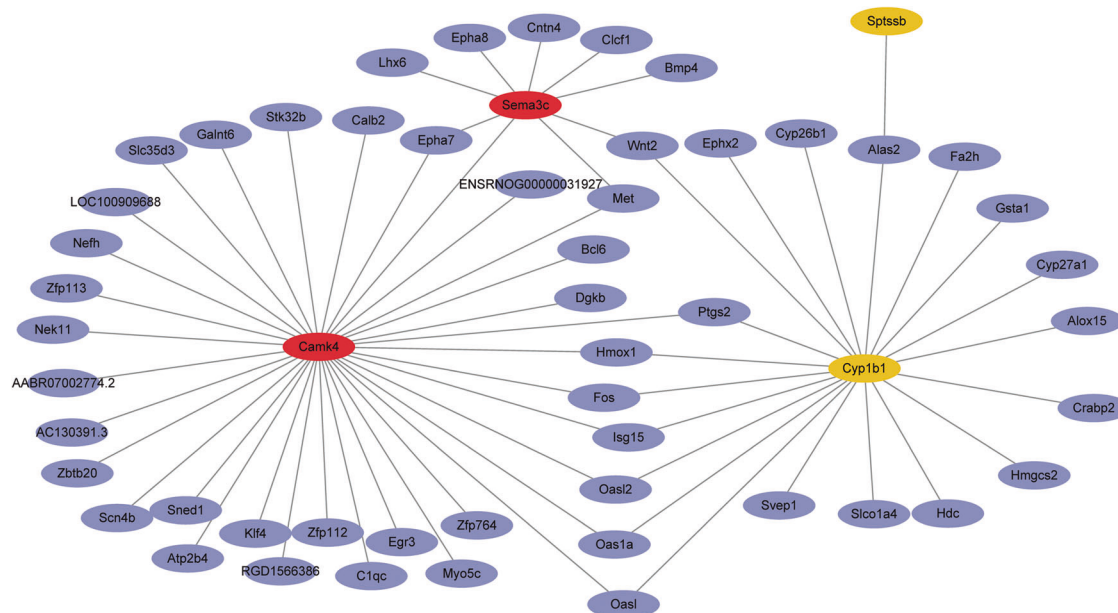 Cntn4
Sptssb
Epha8
Clcf1
Lhx6
Bmp4
Sema3c
Stk32b
Calb2
Galnt6
Epha7
Cyp26b1
Slc35d3
Wnt2
Ephx2
Alas2
Fa2h
ENSRNOG00000031927
LOC100909688
Met
Gsta1
Nefh
Bcl6
Cyp27a1
Zfp113
Dgkb
Ptgs2
Alox15
Nek11
Camk4
Hmox1
Cyp1b1
AABR07002774.2
Fos
Crabp2
AC130391.3
Isg15
Zbtb20
Oasl2
Hmgcs2
Scn4b
Sned1
Svep1
Slco1a4
Hdc
Klf4
Zfp112
Egr3
Zfp764
Oas1a
Atp2b4
RGD1566386
C1qc
Myo5c
Oasl